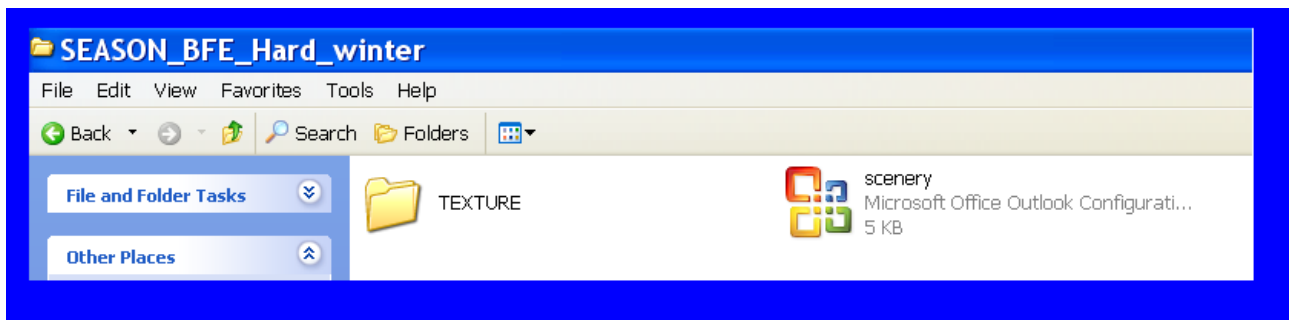 SEASON_BFE_Hard_winter
File Edit View Favorites Tools Help
Back Search Folders
File and Folder Tasks
TEXTURE
scenery
Microsoft Office Outlook Configurati...
5 KB
Other Places